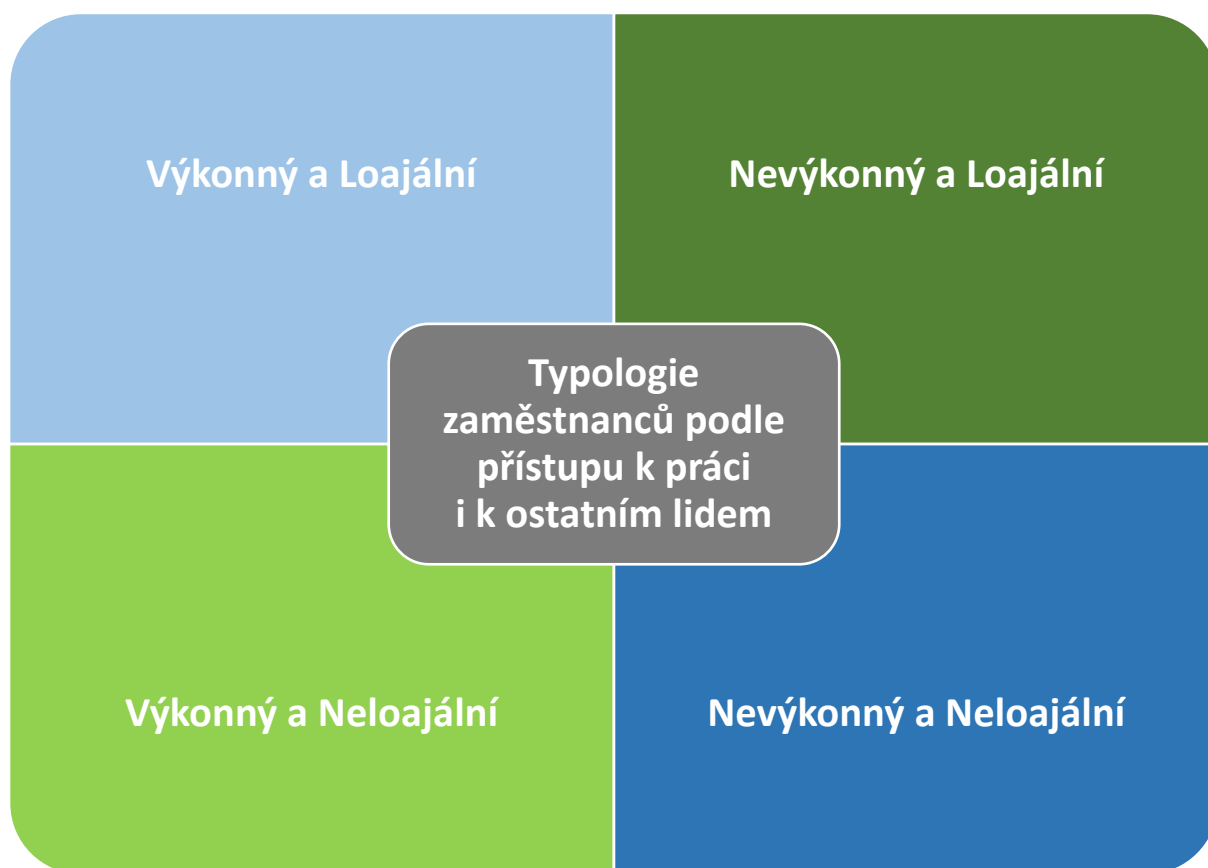 Výkonný a Loajální
Nevýkonný a Loajální
Typologie
zaměstnanců podle
přístupu k práci
i k ostatním lidem
Výkonný a Neloajální
Nevýkonný a Neloajální